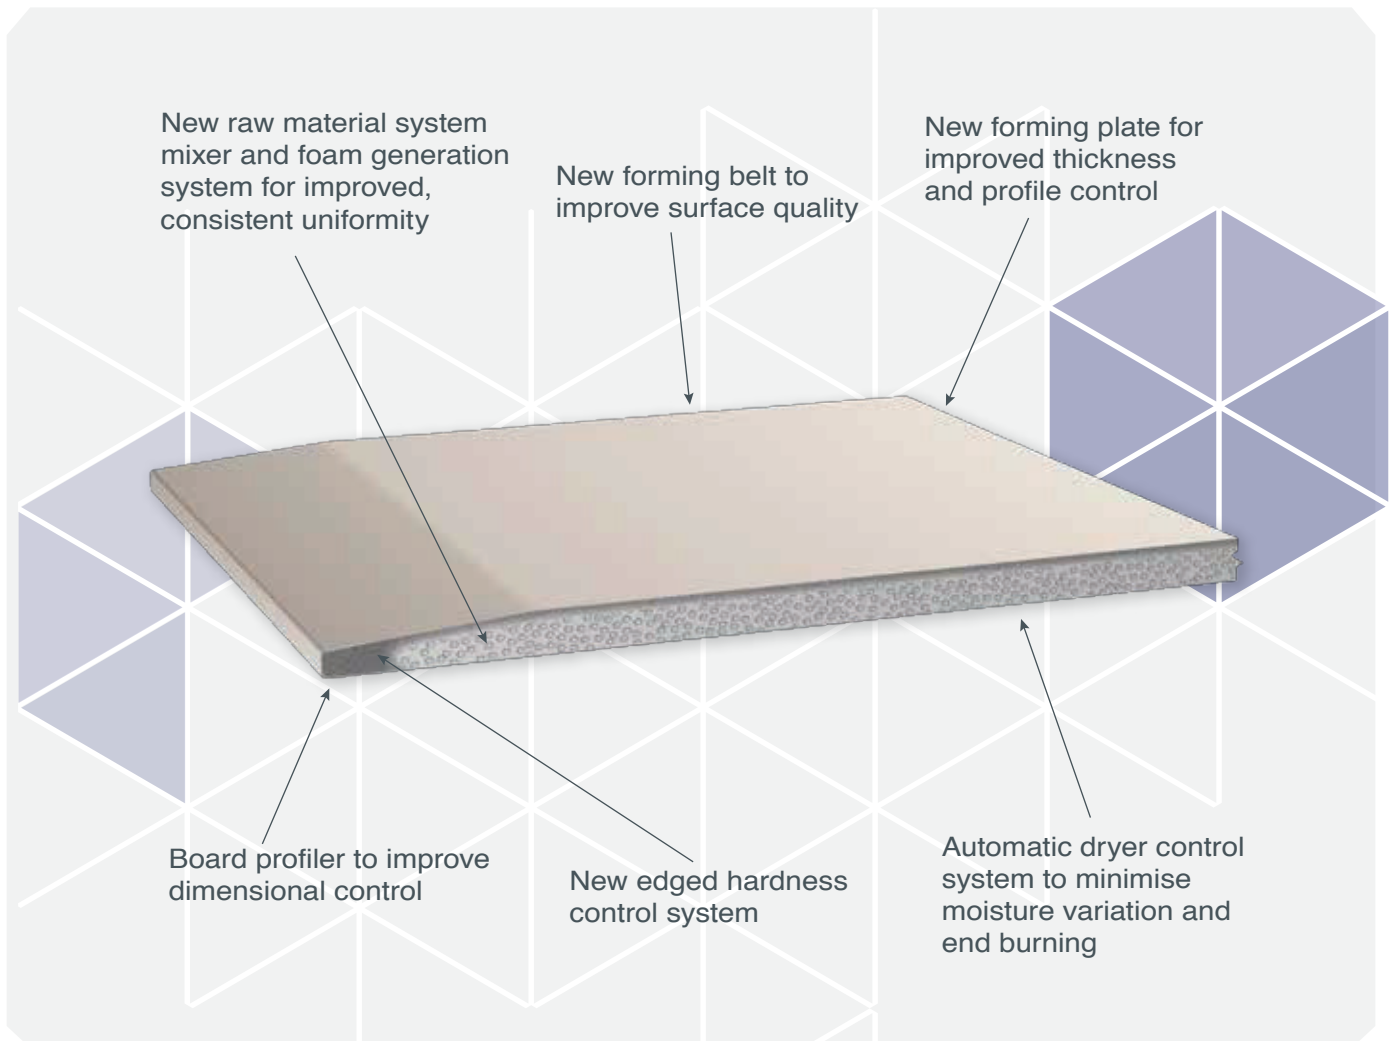 New raw material system
mixer and foam generation
system for improved,
consistent uniformity
New forming belt to
improve surface quality
New forming plate for
improved thickness
and profile control
Board profiler to improve
dimensional control
New edged hardness
control system
Automatic dryer control
system to minimise
moisture variation and
end burning